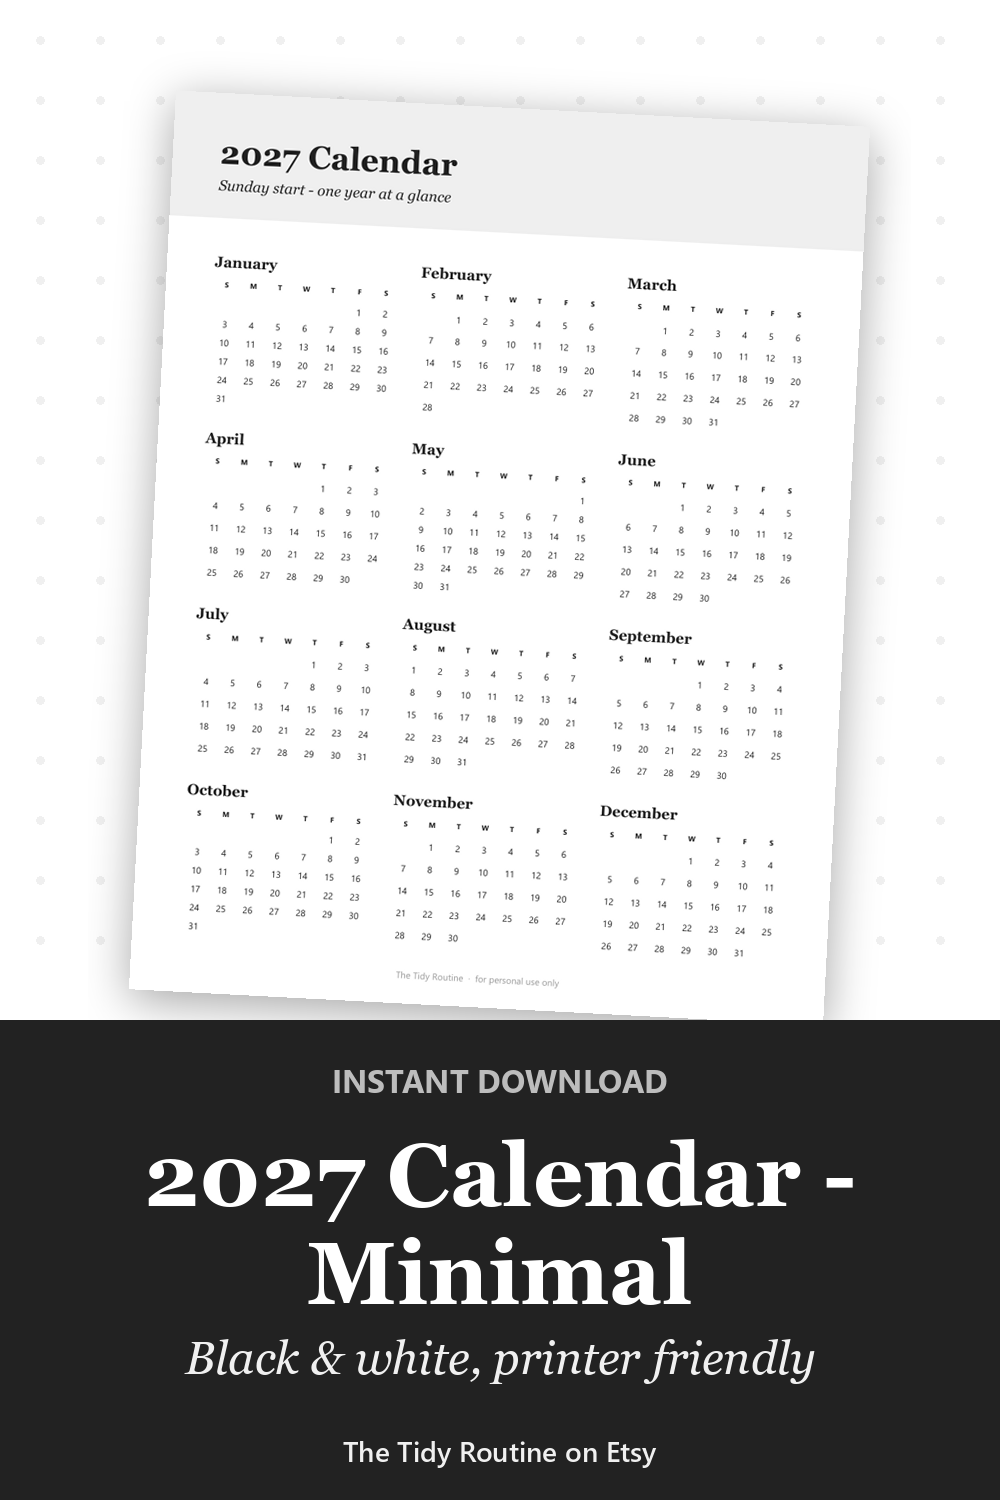 2027 Calendar
Sunday start - one year at a glance
January
S M T W T F S
1 2
3 4 5 6 7 8 9
10 11 12 13 14 15 16
17 18 19 20 21 22 23
24 25 26 27 28 29 30
31
February
S M T W T F S
1 2 3 4 5 6
7 8 9 10 11 12 13
14 15 16 17 18 19 20
21 22 23 24 25 26 27
28
March
S M T W T F S
1 2 3 4 5 6
7 8 9 10 11 12 13
14 15 16 17 18 19 20
21 22 23 24 25 26 27
28 29 30 31
April
S M T W T F S
1 2 3
4 5 6 7 8 9 10
11 12 13 14 15 16 17
18 19 20 21 22 23 24
25 26 27 28 29 30
May
S M T W T F S
1
2 3 4 5 6 7 8
9 10 11 12 13 14 15
16 17 18 19 20 21 22
23 24 25 26 27 28 29
30 31
June
S M T W T F S
1 2 3 4 5
6 7 8 9 10 11 12
13 14 15 16 17 18 19
20 21 22 23 24 25 26
27 28 29 30
July
S M T W T F S
1 2 3
4 5 6 7 8 9 10
11 12 13 14 15 16 17
18 19 20 21 22 23 24
25 26 27 28 29 30 31
August
S M T W T F S
1 2 3 4 5 6 7
8 9 10 11 12 13 14
15 16 17 18 19 20 21
22 23 24 25 26 27 28
29 30 31
September
S M T W T F S
1 2 3 4
5 6 7 8 9 10 11
12 13 14 15 16 17 18
19 20 21 22 23 24 25
26 27 28 29 30
October
S M T W T F S
1 2
3 4 5 6 7 8 9
10 11 12 13 14 15 16
17 18 19 20 21 22 23
24 25 26 27 28 29 30
31
November
S M T W T F S
1 2 3 4 5 6
7 8 9 10 11 12 13
14 15 16 17 18 19 20
21 22 23 24 25 26 27
28 29 30
December
S M T W T F S
1 2 3 4
5 6 7 8 9 10 11
12 13 14 15 16 17 18
19 20 21 22 23 24 25
26 27 28 29 30 31
The Tidy Routine · for personal use only
INSTANT DOWNLOAD
2027 Calendar -
Minimal
Black & white, printer friendly
The Tidy Routine on Etsy